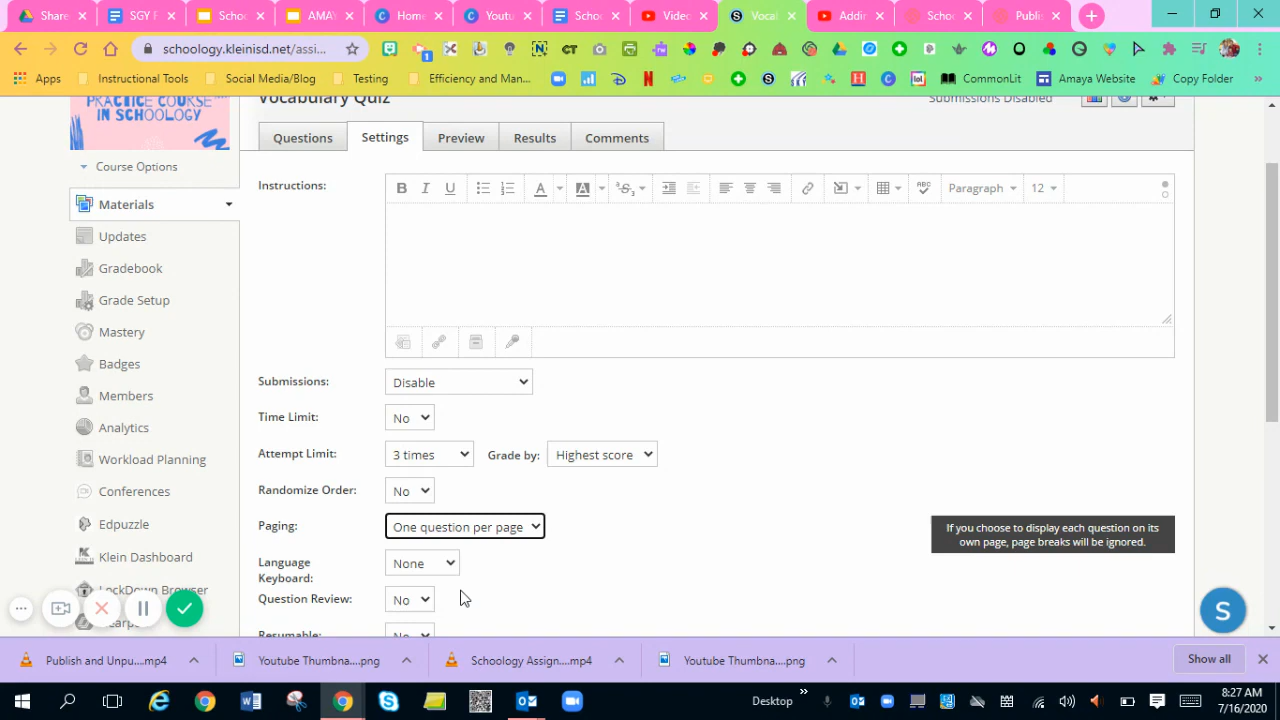 Share
SGY F
Schoo
AMAY
Home
Youtu
Schoo
Video
Vocal
Addir
Schoo
Publis
schoology.kleinisd.net/assi...
Apps
Instructional Tools
Social Media/Blog
Testing
Efficiency and Man...
CommonLit
Amaya Website
Copy Folder
PRACTICE COURSE
IN SCHOOLOGY
Vocabulary Quiz
Submissions Disabled
Course Options
Questions
Settings
Preview
Results
Comments
Materials
Instructions:
B I U
Paragraph
12
Updates
Gradebook
Grade Setup
Mastery
Badges
Members
Analytics
Workload Planning
Conferences
Edpuzzle
Klein Dashboard
LockDown Browser
Submissions:
Disable
Time Limit:
No
Attempt Limit:
3 times
Grade by:
Highest score
Randomize Order:
No
Paging:
One question per page
If you choose to display each question on its
own page, page breaks will be ignored.
Language
Keyboard:
None
Question Review:
No
Resumable:
No
S
Publish and Unpu....mp4
Youtube Thumbna....png
Schoology Assign....mp4
Youtube Thumbna....png
Show all
Desktop
8:27 AM
7/16/2020